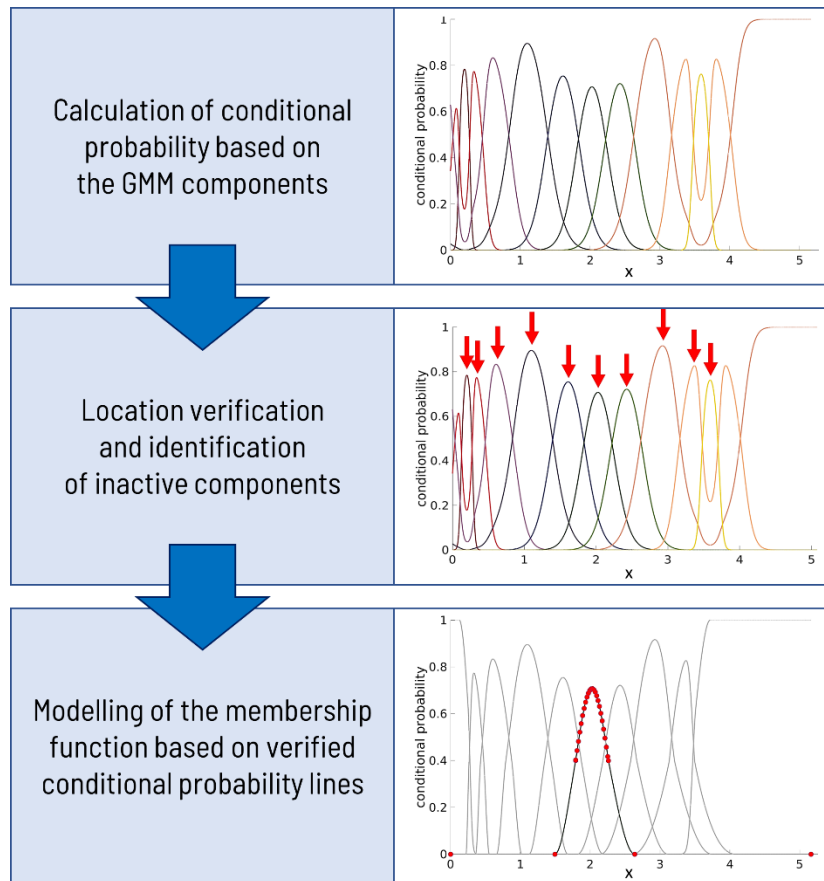 Calculation of conditional
probability based on
the GMM components
conditional probability
1
0.8
0.6
0.4
0.2
0
0
1
2
3
4
5
x
Location verification
and identification
of inactive components
conditional probability
1
0.8
0.6
0.4
0.2
0
0
1
2
3
4
5
x
Modelling of the membership
function based on verified
conditional probability lines
conditional probability
1
0.8
0.6
0.4
0.2
0
0
1
2
3
4
5
x